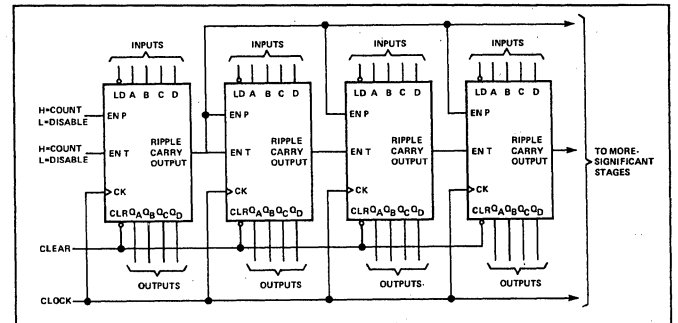 INPUTS INPUTS INPUTS INPUTS
LD A B C D LD A B C D LD A B C D LD A B C D
H=COUNT
L=DISABLE
EN P EN P EN P EN P
H=COUNT
L=DISABLE
EN T RIPPLE CARRY OUTPUT
EN T RIPPLE CARRY OUTPUT
EN T RIPPLE CARRY OUTPUT
EN T RIPPLE CARRY OUTPUT
TO MORE-
SIGNIFICANT
STAGES
CK CK CK CK
CLR QA QB QC QD CLR QA QB QC QD CLR QA QB QC QD CLR QA QB QC QD
CLEAR
OUTPUTS OUTPUTS OUTPUTS OUTPUTS
CLOCK